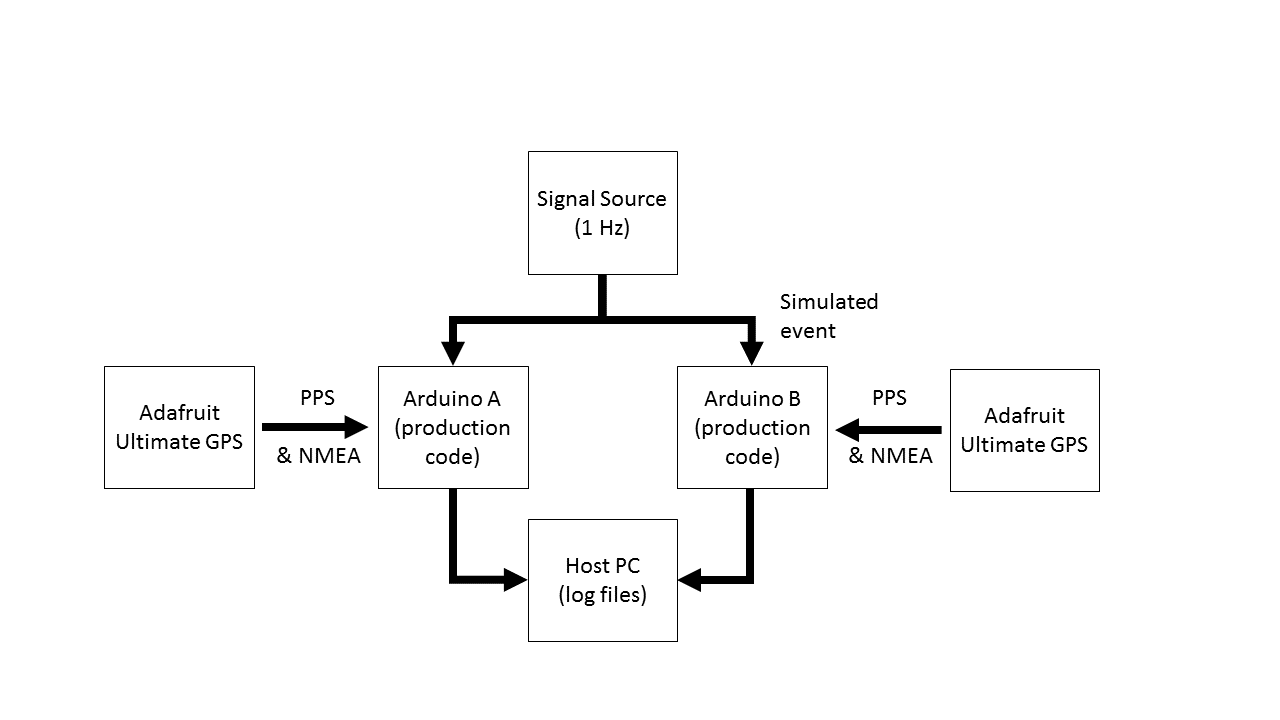 Signal Source
(1 Hz)
Simulated
event
Adafruit
Ultimate GPS
PPS
& NMEA
Arduino A
(production
code)
Arduino B
(production
code)
PPS
& NMEA
Adafruit
Ultimate GPS
Host PC
(log files)